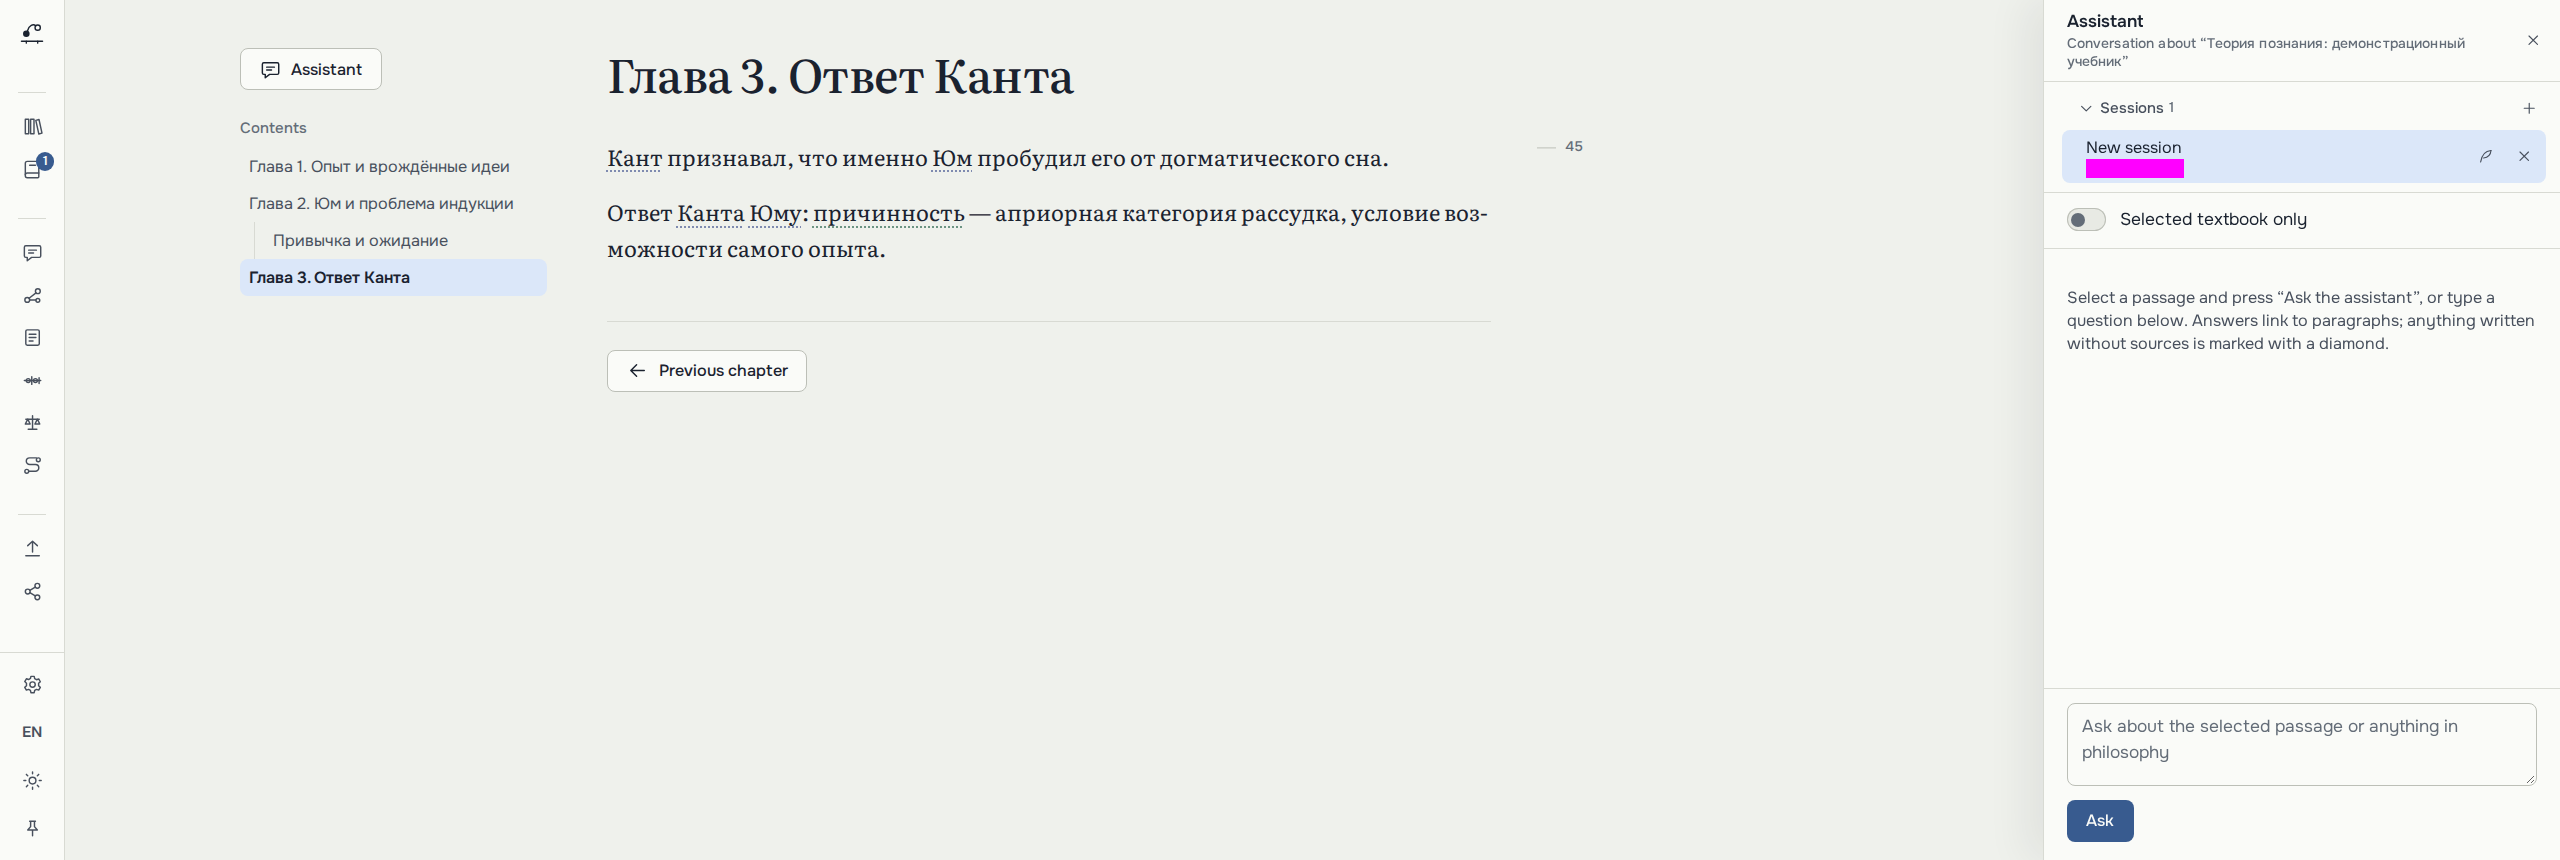 1
EN
Assistant
Contents
Глава 1. Опыт и врождённые идеи
Глава 2. Юм и проблема индукции
Привычка и ожидание
Глава 3. Ответ Канта
Глава 3. Ответ Канта
Кант признавал, что именно Юм пробудил его от догматического сна.
45
Ответ Канта Юму: причинность — априорная категория рассудка, условие воз-
можности самого опыта.
Previous chapter
Assistant
Conversation about “Теория познания: демонстрационный
учебник”
Sessions 1
New session
Selected textbook only
Select a passage and press “Ask the assistant”, or type a
question below. Answers link to paragraphs; anything written
without sources is marked with a diamond.
Ask about the selected passage or anything in
philosophy
Ask